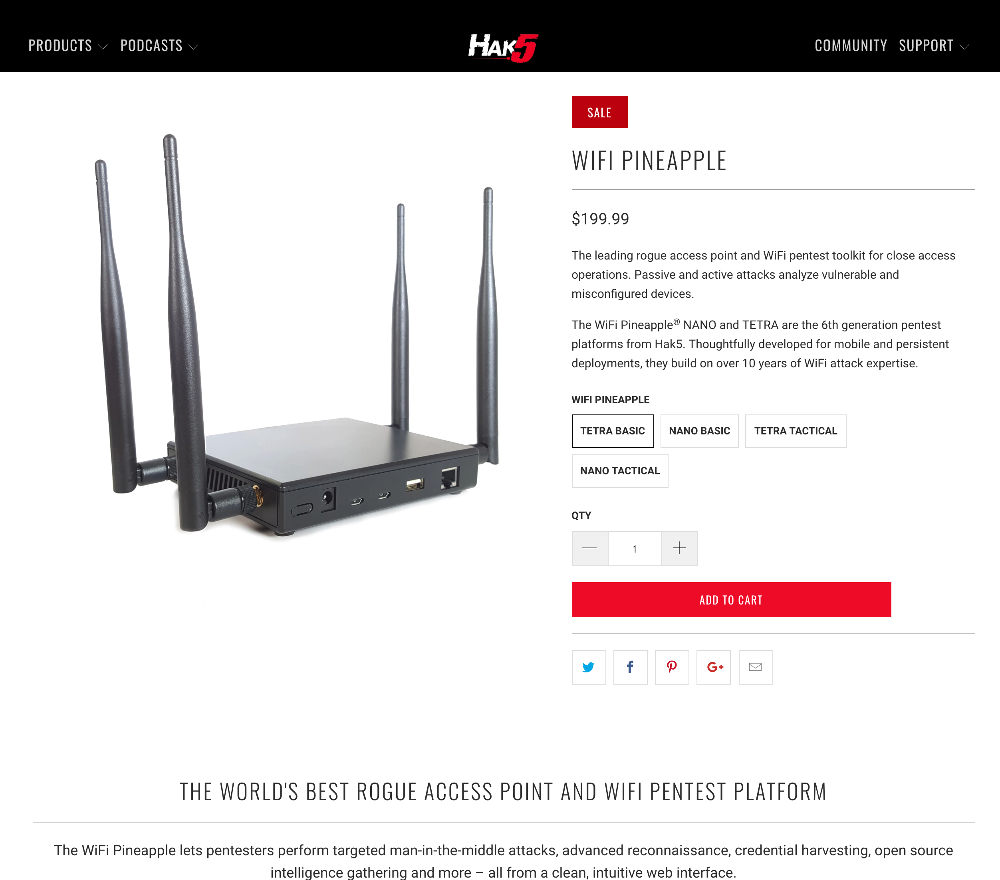 PRODUCTS
PODCASTS
HAK5
COMMUNITY
SUPPORT
SALE
WIFI PINEAPPLE
$199.99
The leading rogue access point and WiFi pentest toolkit for close access
operations. Passive and active attacks analyze vulnerable and
misconfigured devices.
The WiFi Pineapple® NANO and TETRA are the 6th generation pentest
platforms from Hak5. Thoughtfully developed for mobile and persistent
deployments, they build on over 10 years of WiFi attack expertise.
WIFI PINEAPPLE
TETRA BASIC
NANO BASIC
TETRA TACTICAL
NANO TACTICAL
QTY
1
ADD TO CART
G+
THE WORLD'S BEST ROGUE ACCESS POINT AND WIFI PENTEST PLATFORM
The WiFi Pineapple lets pentesters perform targeted man-in-the-middle attacks, advanced reconnaissance, credential harvesting, open source
intelligence gathering and more – all from a clean, intuitive web interface.